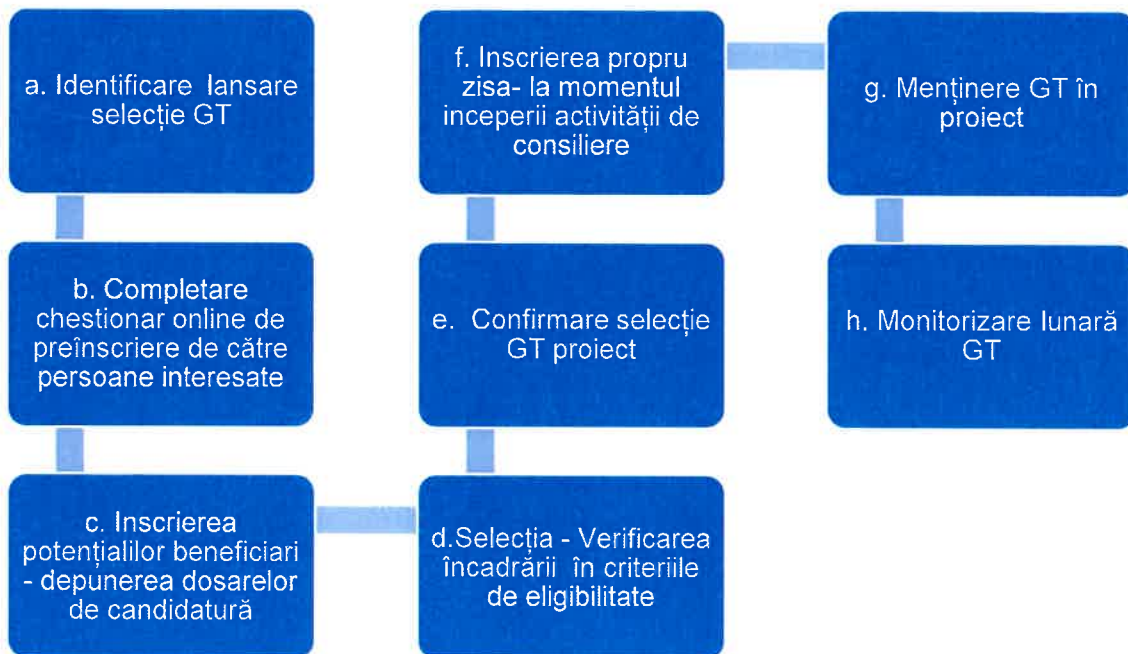 a. Identificare lansare
selecție GT
b. Completare
chestionar online de
preînscriere de către
persoane interesate
c. Inscrierea
potențialilor beneficiari
- depunerea dosarelor
de candidatură
d.Selecția - Verificarea
încadrării în criteriile
de eligibilitate
e. Confirmare selecție
GT proiect
f. Inscrierea propru
zisa- la momentul
inceperii activității de
consiliere
g. Menținere GT în
proiect
h. Monitorizare lunară
GT